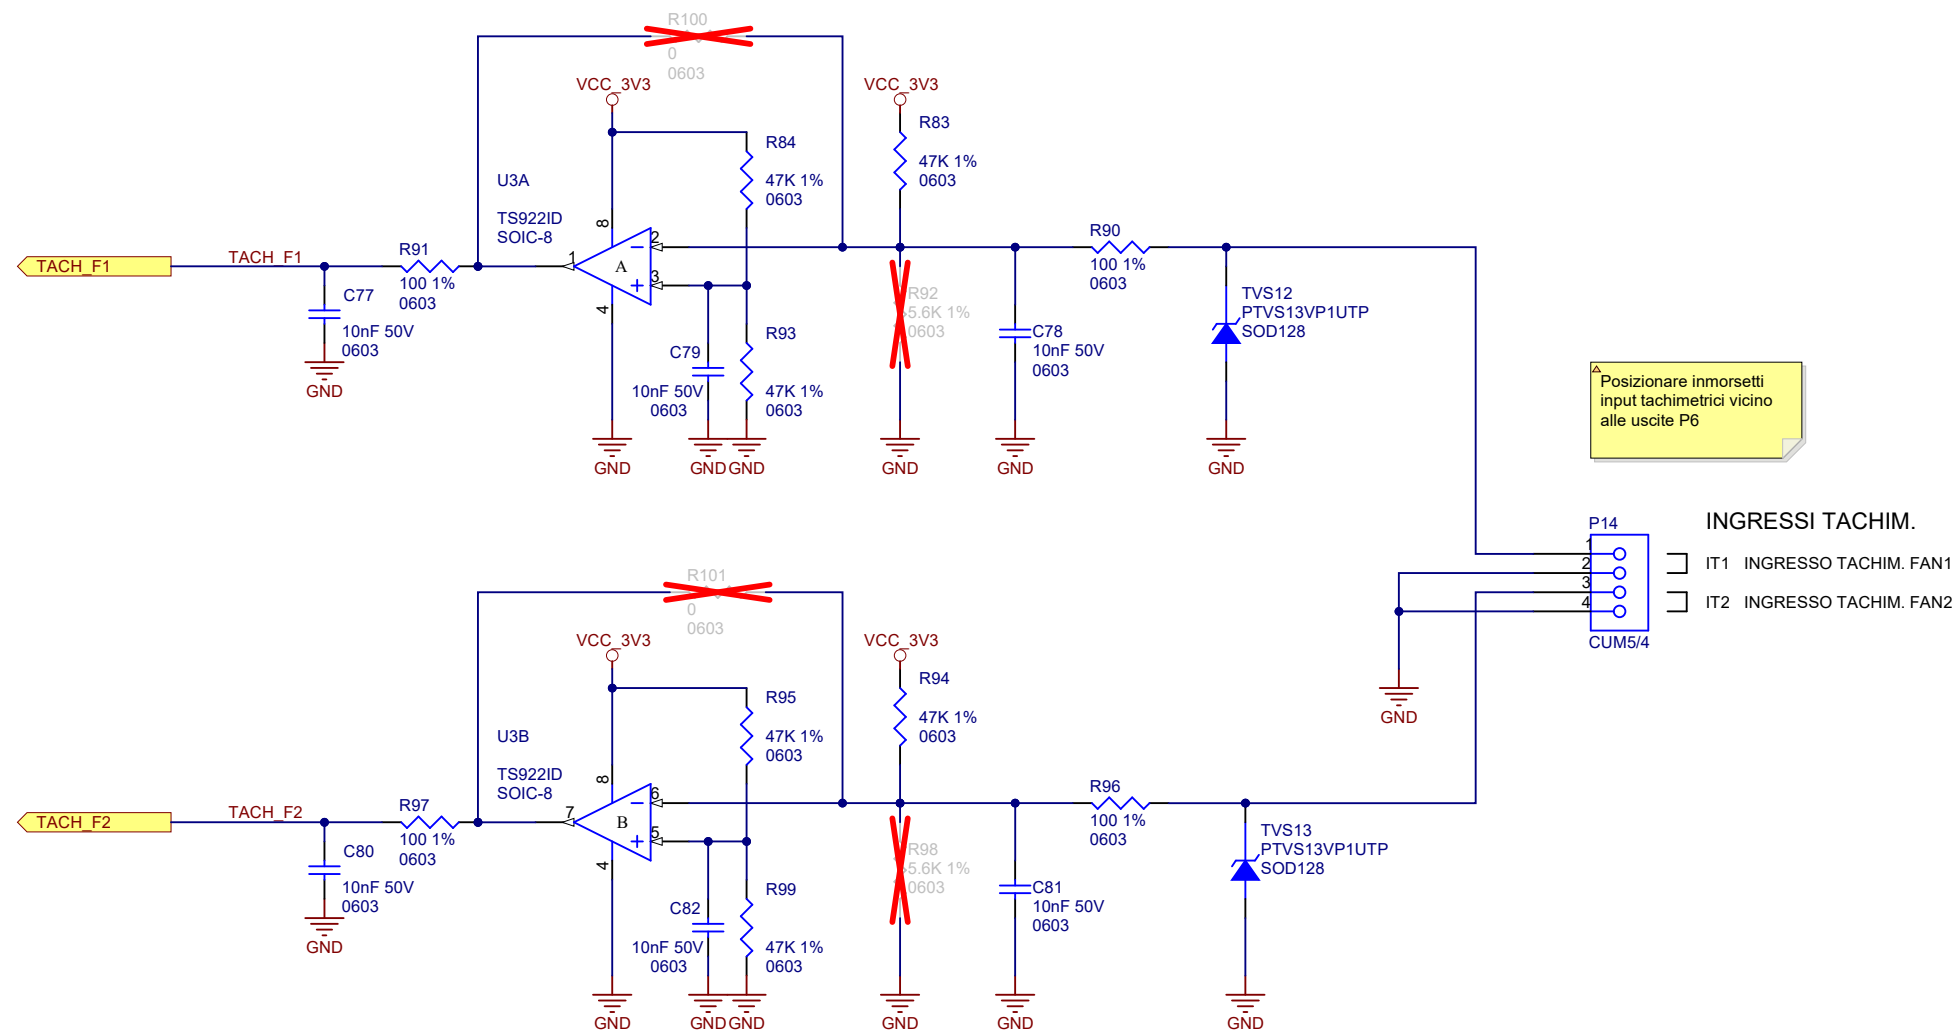 R100
0
0603
VCC_3V3
R84
47K 1%
0603
U3A
TS922ID
SOIC-8
8
2
1
A
3
4
VCC_3V3
R83
47K 1%
0603
TACH_F1
TACH_F1
R91
100 1%
0603
C77
10nF 50V
0603
GND
C79
10nF 50V
0603
R93
47K 1%
0603
GND
GND
GND
R92
5.6K 1%
0603
GND
C78
10nF 50V
0603
GND
R90
100 1%
0603
TVS12
PTVS13VP1UTP
SOD128
GND
Posizionare inmorsetti
input tachimetrici vicino
alle uscite P6
INGRESSI TACHIM.
P14
1
2
3
4
CUM5/4
IT1 INGRESSO TACHIM. FAN1
IT2 INGRESSO TACHIM. FAN2
GND
R101
0
0603
VCC_3V3
R95
47K 1%
0603
U3B
TS922ID
SOIC-8
8
6
7
B
5
4
VCC_3V3
R94
47K 1%
0603
TACH_F2
TACH_F2
R97
100 1%
0603
C80
10nF 50V
0603
GND
C82
10nF 50V
0603
R99
47K 1%
0603
GND
GND
GND
R98
5.6K 1%
0603
GND
C81
10nF 50V
0603
GND
R96
100 1%
0603
TVS13
PTVS13VP1UTP
SOD128
GND